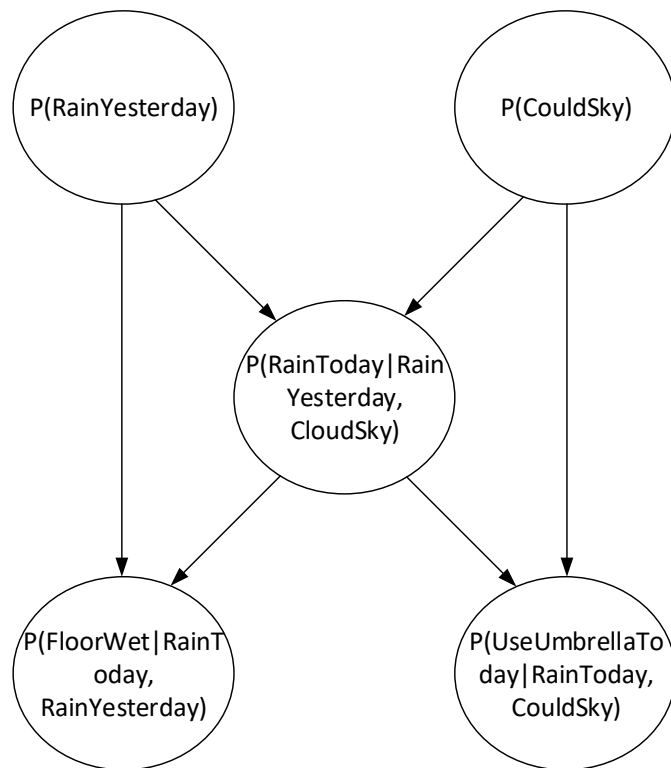 P(RainYesterday)
P(CouldSky)
P(RainToday|Rain
Yesterday,
CloudSky)
P(FloorWet|RainT
oday,
RainYesterday)
P(UseUmbrellaTo
day|RainToday,
CouldSky)